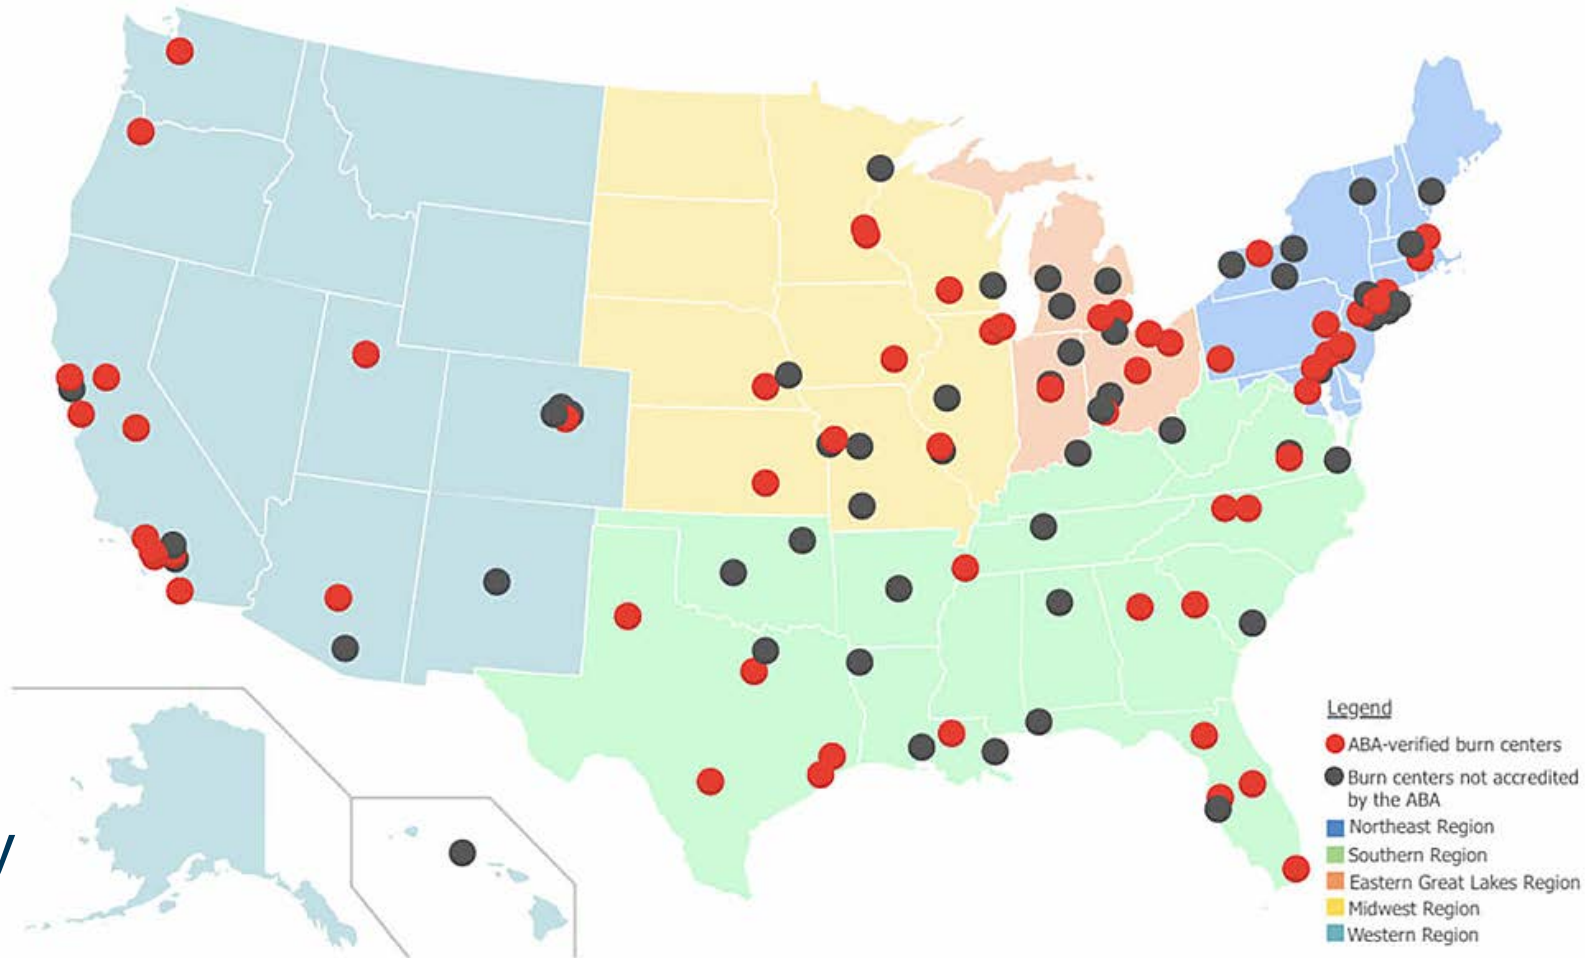 Legend
ABA-verified burn centers
Burn centers not accredited
by the ABA
Northeast Region
Southern Region
Eastern Great Lakes Region
Midwest Region
Western Region
y